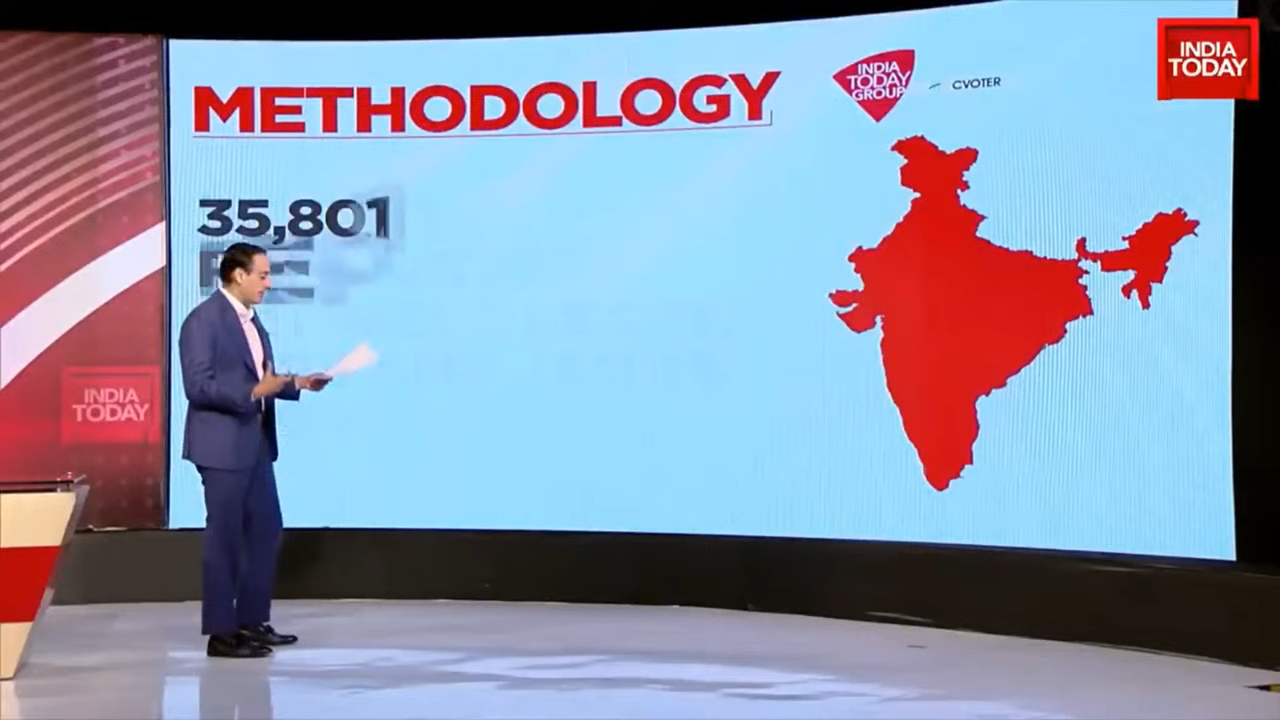 METHODOLOGY
INDIA
TODAY
GROUP
CVOTER
INDIA
TODAY
35,801
INDIA
TODAY